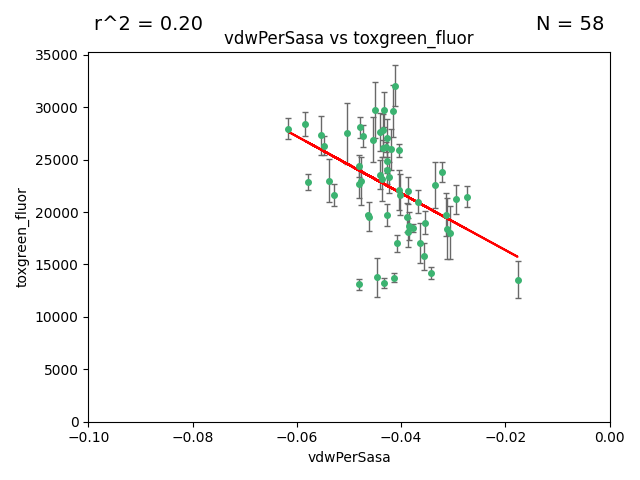 r^2 = 0.20
N = 58
vdwPerSasa vs toxgreen_fluor
35000
30000
25000
20000
15000
10000
5000
0
toxgreen_fluor
−0.10
−0.08
−0.06
−0.04
−0.02
0.00
vdwPerSasa